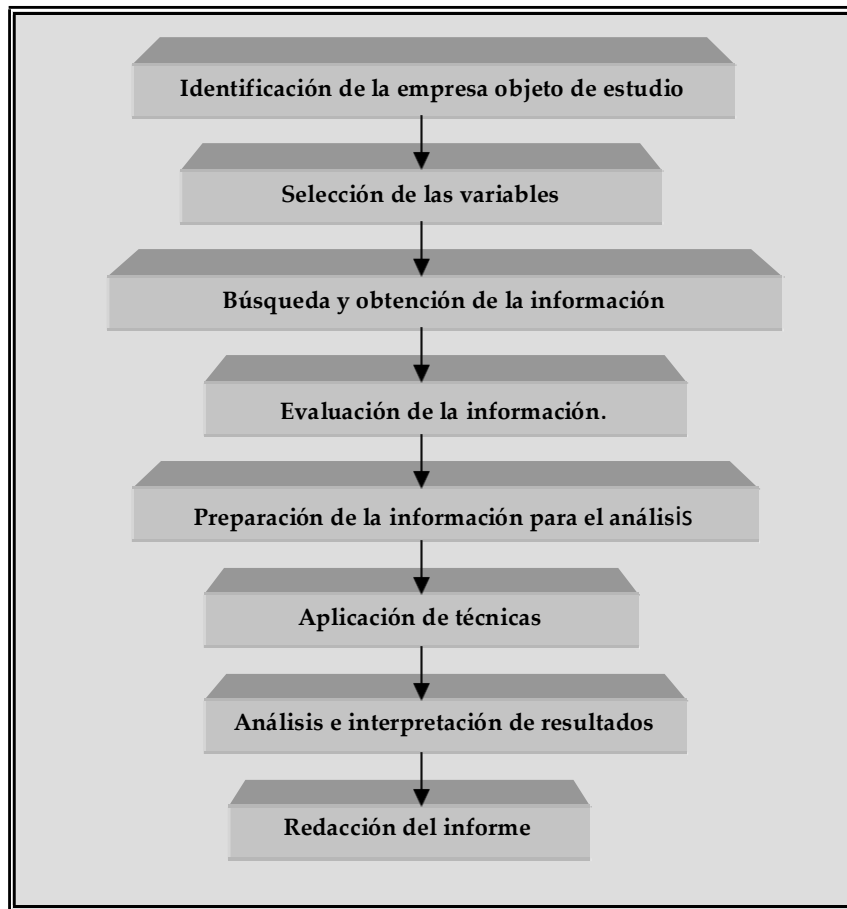 Identificación de la empresa objeto de estudio
Selección de las variables
Búsqueda y obtención de la información
Evaluación de la información.
Preparación de la información para el análisis
Aplicación de técnicas
Análisis e interpretación de resultados
Redacción del informe